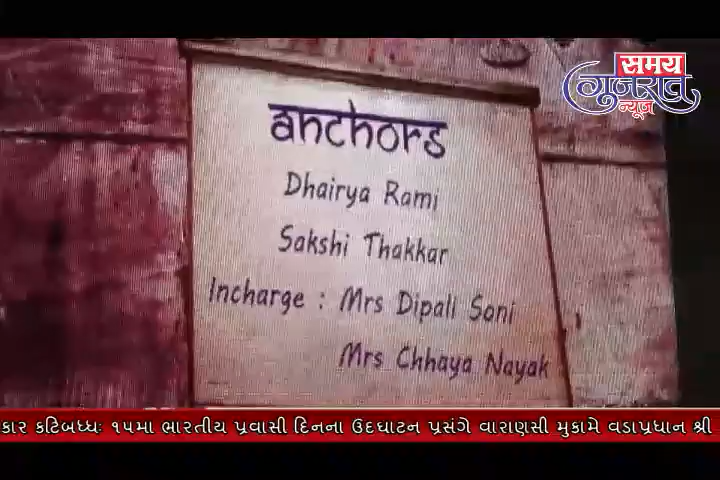 समय
गुजरात
न्यूज़
anchors
Dhairya Rami
Sakshi Thakkar
Incharge : Mrs Dipali Soni
Mrs Chhaya Nayak
કાર કટિબધ્ધઃ ૧૫મા ભારતીય પ્રવાસી દિનના ઉદઘાટન પ્રસંગે વારાણસી મુકામે વડાપ્રધાન શ્રી